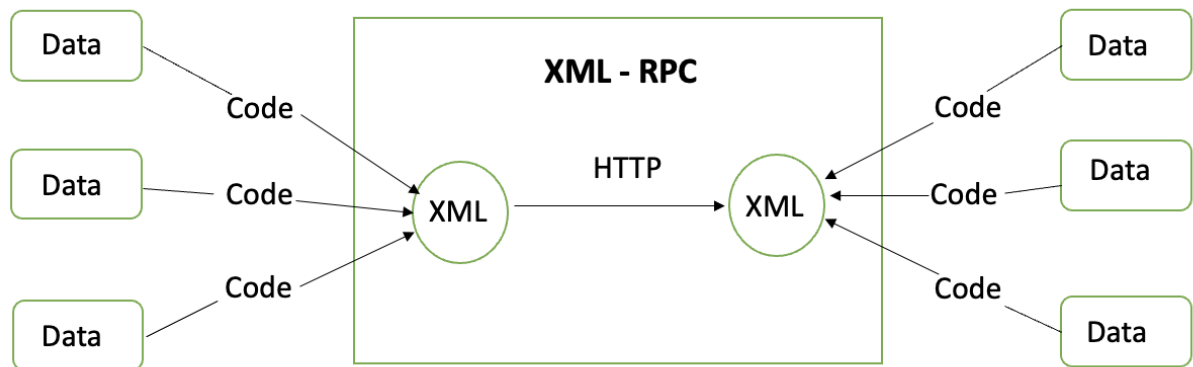 Data
Data
XML - RPC
Code
Code
HTTP
Data
Data
Code
Code
XML
XML
Code
Code
Data
Data